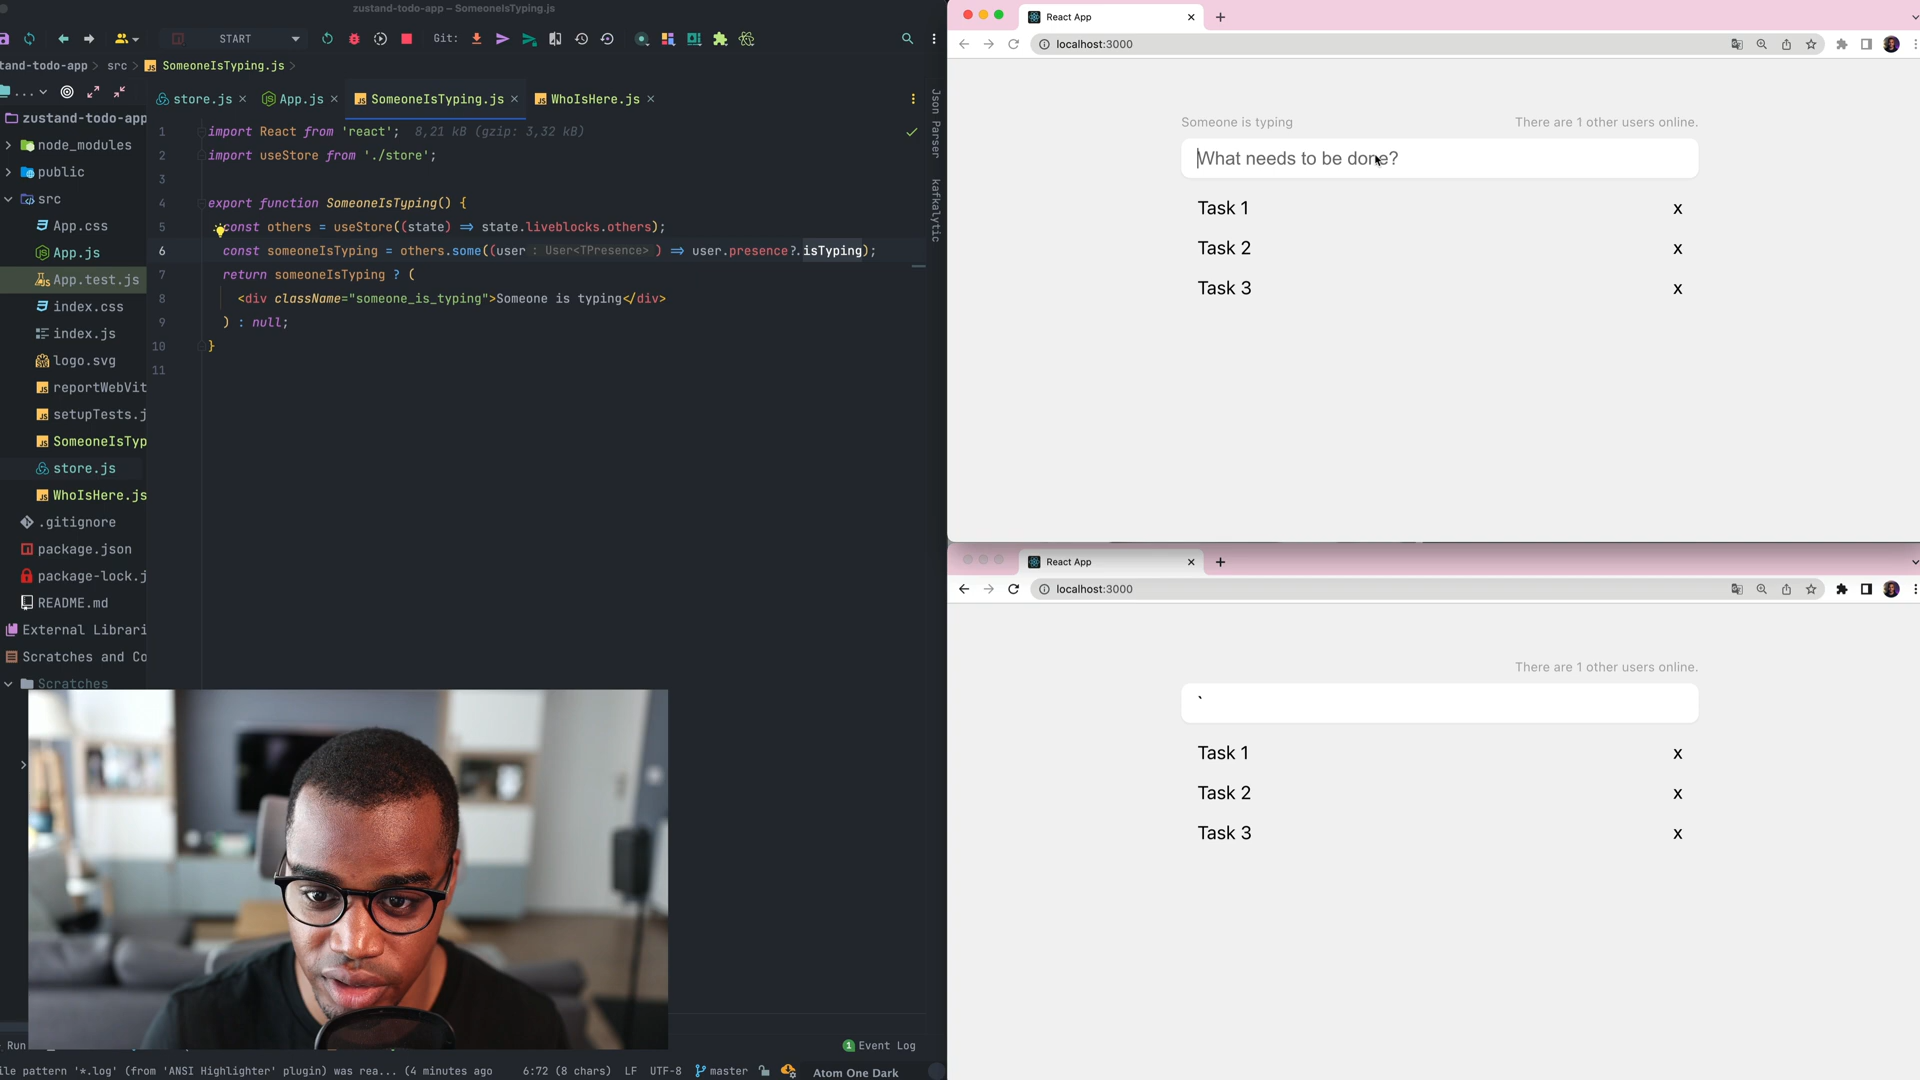 zustand-todo-app – SomeoneIsTyping.js
START
Git:
tand-todo-app > src > SomeoneIsTyping.js >
...
store.js ×
App.js ×
SomeoneIsTyping.js ×
WhoIsHere.js ×
zustand-todo-app
node_modules
public
src
App.css
App.js
App.test.js
index.css
index.js
logo.svg
reportWebVit
setupTests.j
SomeoneIsTyp
store.js
WhoIsHere.js
.gitignore
package.json
package-lock.j
README.md
External Librari
Scratches and Co
Scratches
1 import React from 'react'; 8,21 kB (gzip: 3,32 kB)
2 import useStore from './store';
3
4 export function SomeoneIsTyping() {
5 const others = useStore((state) => state.liveblocks.others);
6 const someoneIsTyping = others.some((user : User<TPresence> ) => user.presence?.isTyping);
7 return someoneIsTyping ? (
8 <div className="someone_is_typing">Someone is typing</div>
9 ) : null;
10 }
11
Json Parser
kafkalytic
Run
1 Event Log
ile pattern '*.log' (from 'ANSI Highlighter' plugin) was rea... (4 minutes ago
6:72 (8 chars) LF UTF-8 master Atom One Dark
React App × +
localhost:3000
Someone is typing
There are 1 other users online.
What needs to be done?
Task 1 x
Task 2 x
Task 3 x
React App × +
localhost:3000
There are 1 other users online.
`
Task 1 x
Task 2 x
Task 3 x